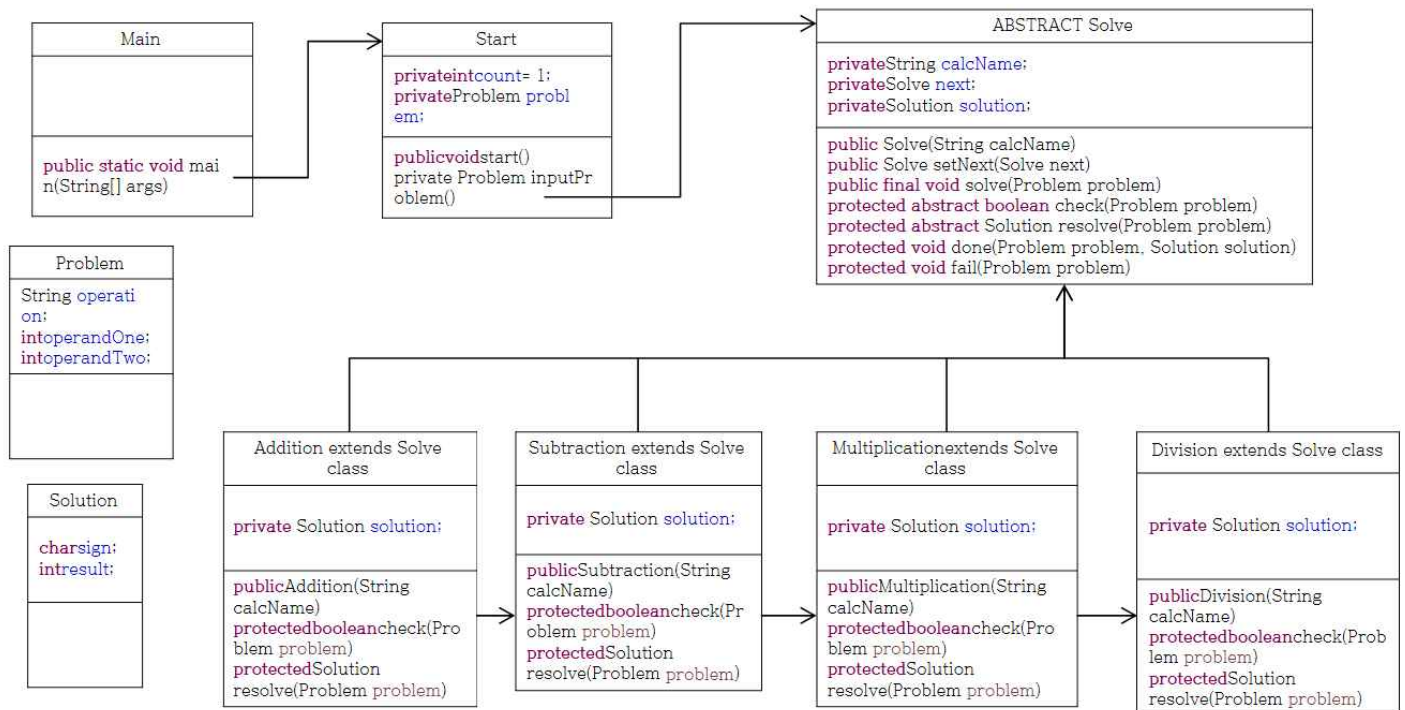 Main
public static void mai
n(String[] args)
Start
privateintcount= 1;
privateProblem probl
em;
publicvoidstart()
private Problem inputPr
oblem()
ABSTRACT Solve
privateString calcName;
privateSolve next;
privateSolution solution;
public Solve(String calcName)
public Solve setNext(Solve next)
public final void solve(Problem problem)
protected abstract boolean check(Problem problem)
protected abstract Solution resolve(Problem problem)
protected void done(Problem problem, Solution solution)
protected void fail(Problem problem)
Problem
String operati
on;
intoperandOne;
intoperandTwo;
Solution
charsign;
intresult;
Addition extends Solve
class
private Solution solution;
publicAddition(String
calcName)
protectedbooleancheck(Pro
blem problem)
protectedSolution
resolve(Problem problem)
Subtraction extends Solve
class
private Solution solution;
publicSubtraction(String
calcName)
protectedbooleancheck(Pr
oblem problem)
protectedSolution
resolve(Problem problem)
Multiplicationextends Solve
class
private Solution solution;
publicMultiplication(String
calcName)
protectedbooleancheck(Pro
blem problem)
protectedSolution
resolve(Problem problem)
Division extends Solve class
private Solution solution;
publicDivision(String
calcName)
protectedbooleancheck(Prob
lem problem)
protectedSolution
resolve(Problem problem)